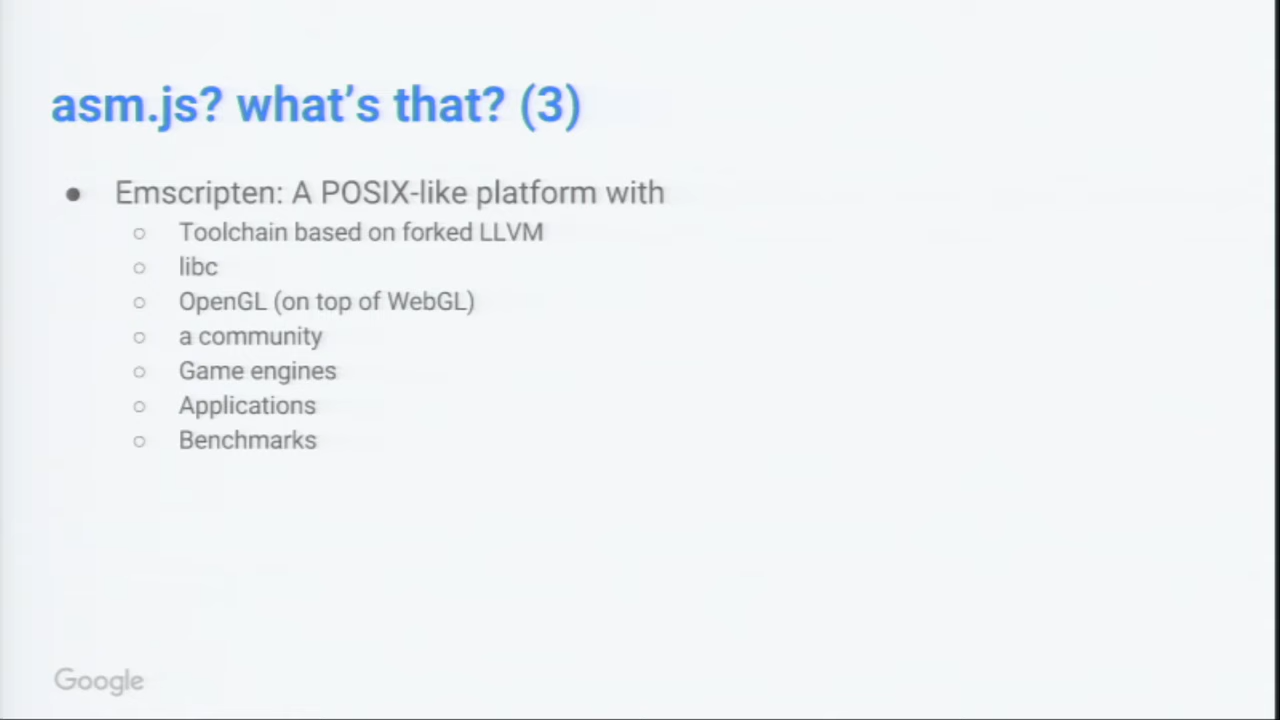 asm.js? what's that? (3)
● Emscripten: A POSIX-like platform with
○ Toolchain based on forked LLVM
○ libc
○ OpenGL (on top of WebGL)
○ a community
○ Game engines
○ Applications
○ Benchmarks
Google